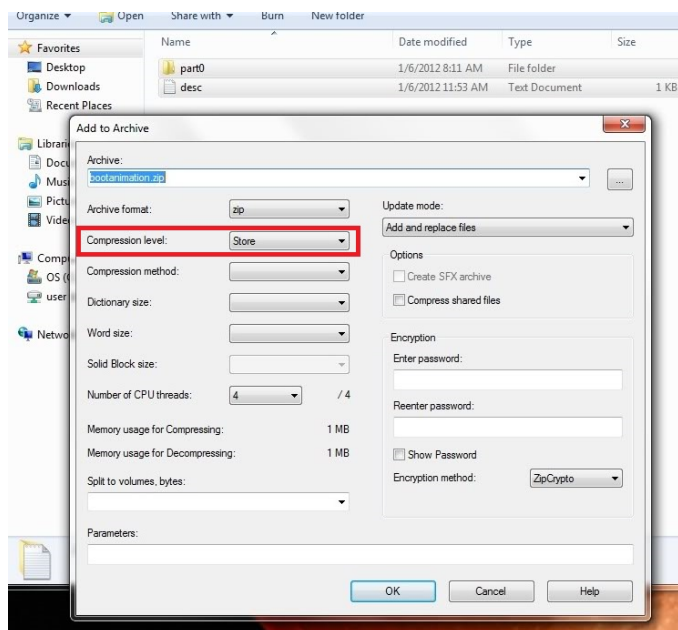 Organize Open Share with Burn New folder
Favorites
Desktop
Downloads
Recent Places
Name Date modified Type Size
part0 1/6/2012 8:11 AM File folder
desc 1/6/2012 11:53 AM Text Document 1 KB
Add to Archive
Archive:
bootanimation.zip ...
Archive format: zip
Compression level: Store
Compression method:
Dictionary size:
Word size:
Solid Block size:
Number of CPU threads: 4 / 4
Memory usage for Compressing: 1 MB
Memory usage for Decompressing: 1 MB
Split to volumes, bytes:
Parameters:
Update mode:
Add and replace files
Options
Create SFX archive
Compress shared files
Encryption
Enter password:
Reenter password:
Show Password
Encryption method: ZipCrypto
OK Cancel Help
OS (
user